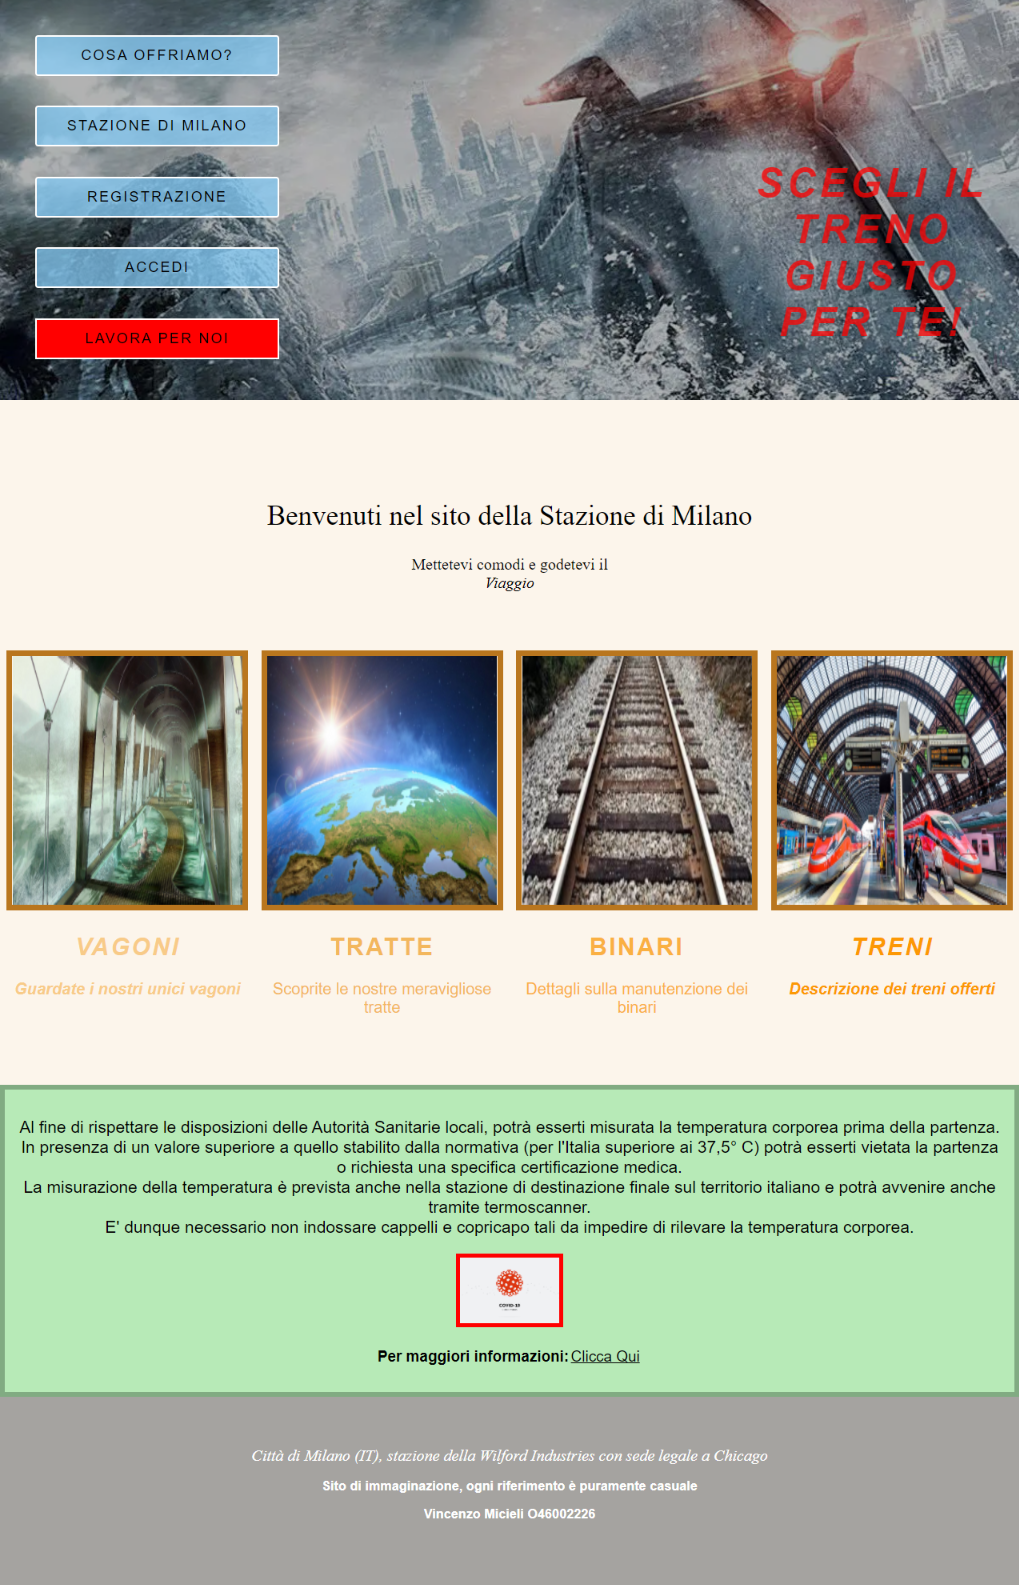 COSA OFFRIAMO?
STAZIONE DI MILANO
REGISTRAZIONE
ACCEDI
LAVORA PER NOI
SCEGLI IL
TRENO
GIUSTO
PER TE!
Benvenuti nel sito della Stazione di Milano
Mettetevi comodi e godetevi il
Viaggio
VAGONI
Guardate i nostri unici vagoni
TRATTE
Scoprite le nostre meravigliose
tratte
BINARI
Dettagli sulla manutenzione dei
binari
TRENI
Descrizione dei treni offerti
Al fine di rispettare le disposizioni delle Autorità Sanitarie locali, potrà esserti misurata la temperatura corporea prima della partenza.
In presenza di un valore superiore a quello stabilito dalla normativa (per l'Italia superiore ai 37,5° C) potrà esserti vietata la partenza
o richiesta una specifica certificazione medica.
La misurazione della temperatura è prevista anche nella stazione di destinazione finale sul territorio italiano e potrà avvenire anche
tramite termoscanner.
E' dunque necessario non indossare cappelli e copricapo tali da impedire di rilevare la temperatura corporea.
COVID-19
Per maggiori informazioni: Clicca Qui
Città di Milano (IT), stazione della Wilford Industries con sede legale a Chicago
Sito di immaginazione, ogni riferimento è puramente casuale
Vincenzo Micieli O46002226